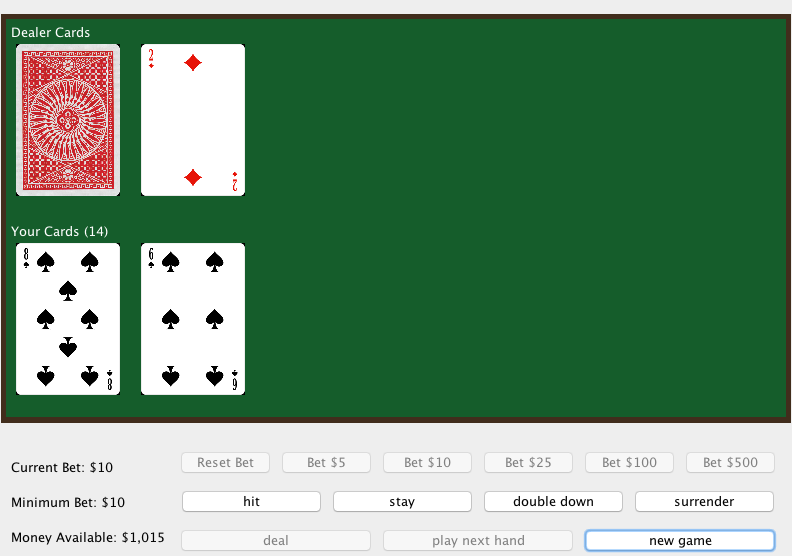 Dealer Cards
2
2
Your Cards (14)
8 6
8 6
Current Bet: $10 Reset Bet Bet $5 Bet $10 Bet $25 Bet $100 Bet $500
Minimum Bet: $10 hit stay double down surrender
Money Available: $1,015 deal play next hand new game